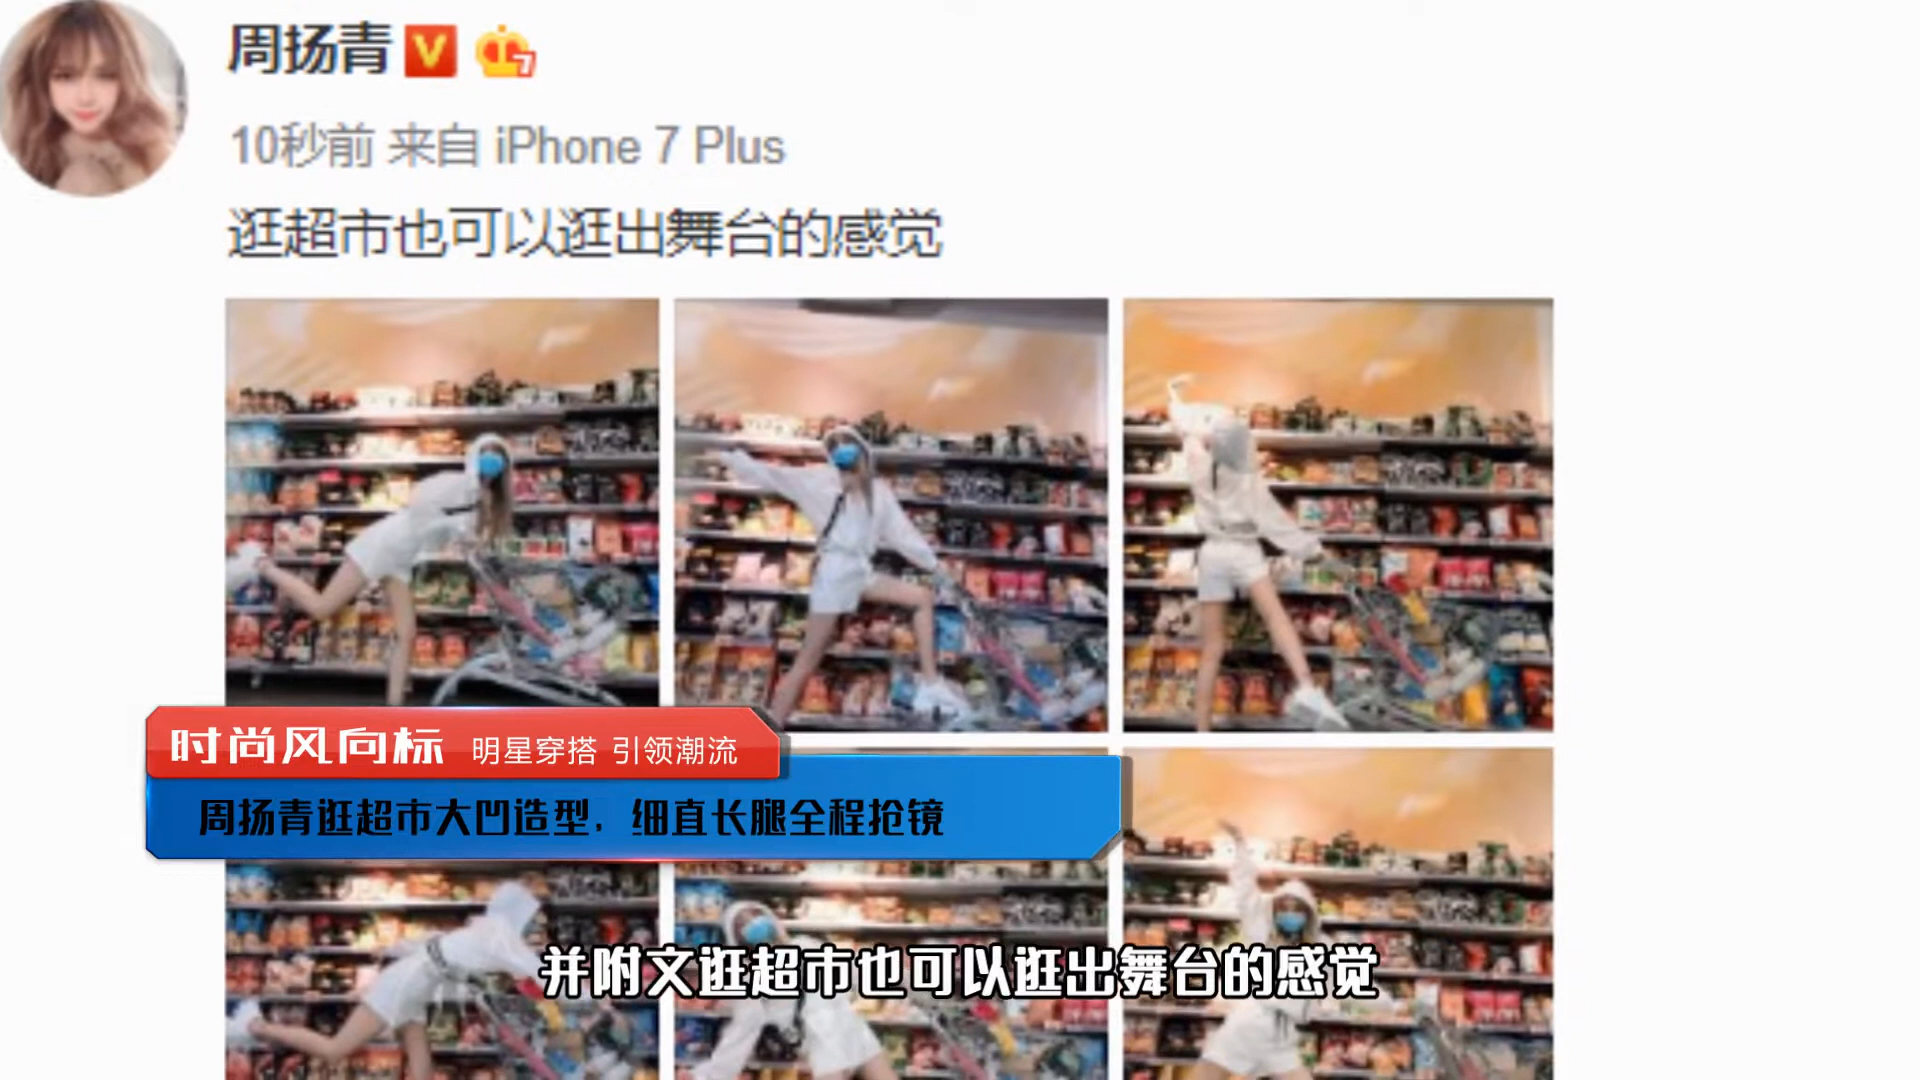 周扬青 V 7
10秒前 来自 iPhone 7 Plus
逛超市也可以逛出舞台的感觉
时尚风向标 明星穿搭 引领潮流
周扬青逛超市大凹造型，细直长腿全程抢镜
并附文逛超市也可以逛出舞台的感觉